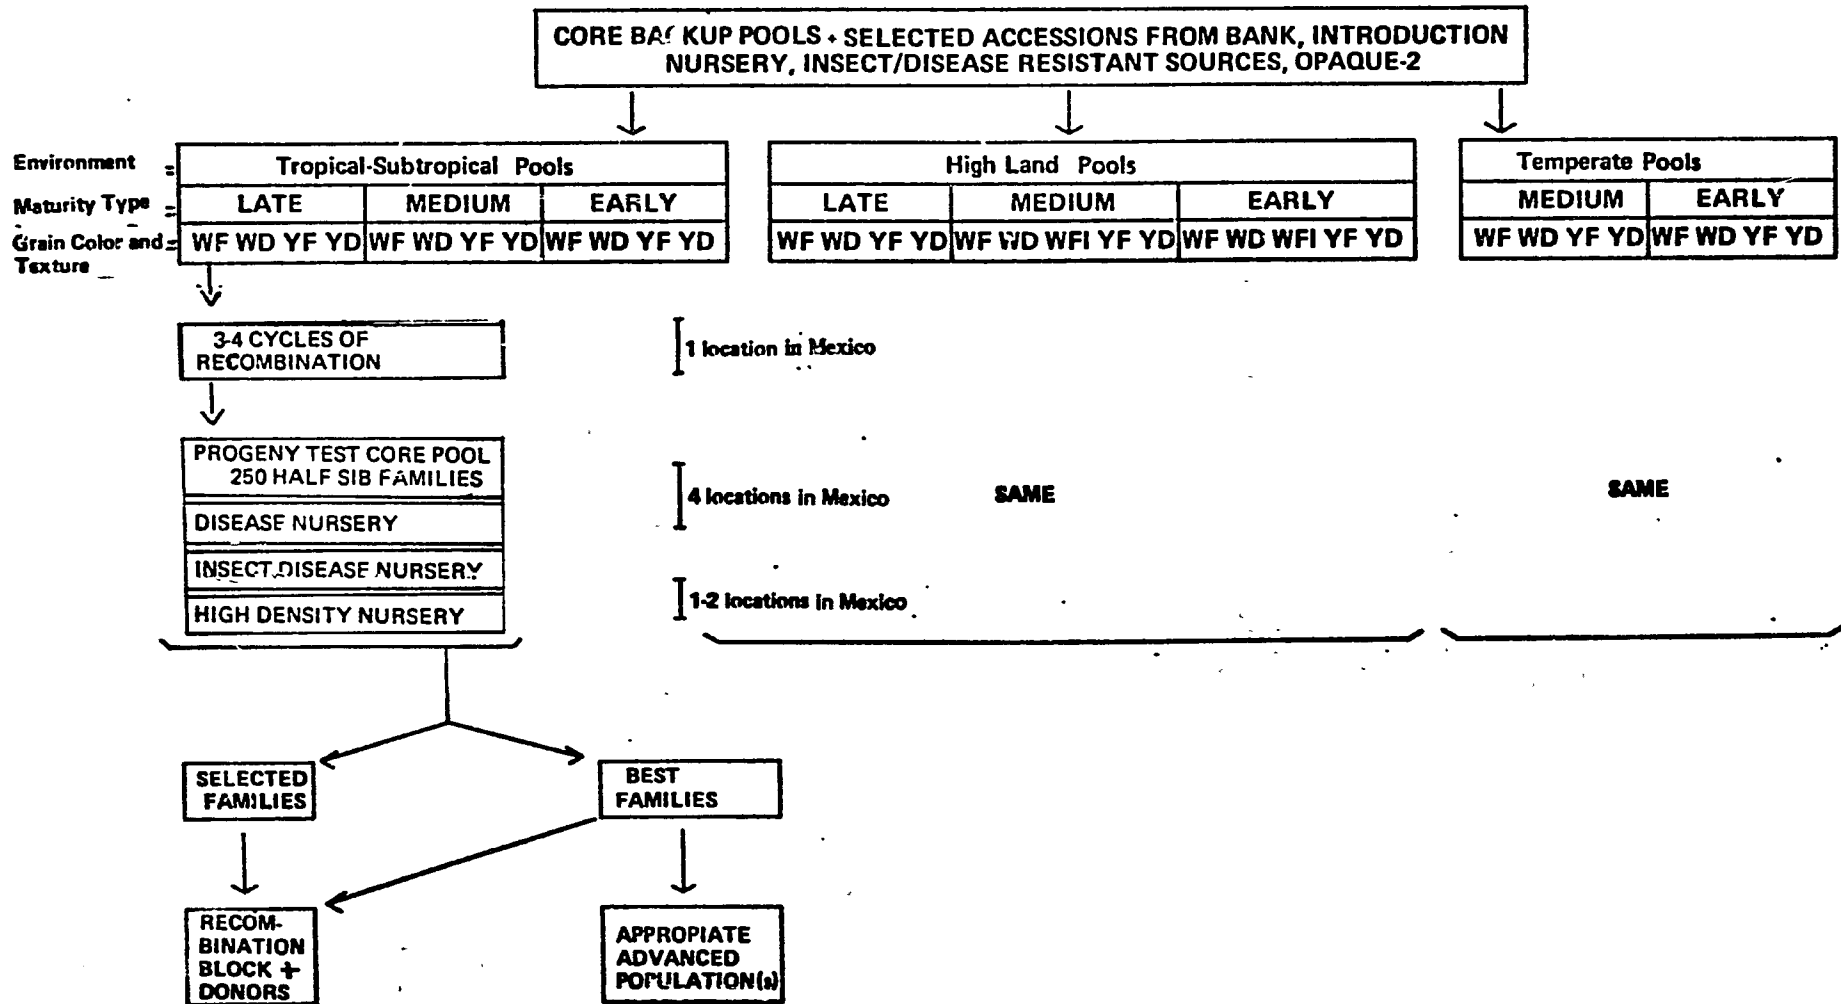 CORE BACKUP POOLS + SELECTED ACCESSIONS FROM BANK, INTRODUCTION
NURSERY, INSECT/DISEASE RESISTANT SOURCES, OPAQUE-2
Environment =
Tropical-Subtropical Pools
High Land Pools
Temperate Pools
Maturity Type =
LATE MEDIUM EARLY
LATE MEDIUM EARLY
MEDIUM EARLY
Grain Color and =
Texture
WF WD YF YD WF WD YF YD WF WD YF YD
WF WD YF YD WF WD WFI YF YD WF WD WFI YF YD
WF WD YF YD WF WD YF YD
3-4 CYCLES OF
RECOMBINATION
1 location in Mexico
PROGENY TEST CORE POOL
250 HALF SIB FAMILIES
4 locations in Mexico
SAME
SAME
DISEASE NURSERY
INSECT DISEASE NURSERY
HIGH DENSITY NURSERY
1-2 locations in Mexico
SELECTED
FAMILIES
BEST
FAMILIES
RECOM-
BINATION
BLOCK +
DONORS
APPROPIATE
ADVANCED
POPULATION(s)